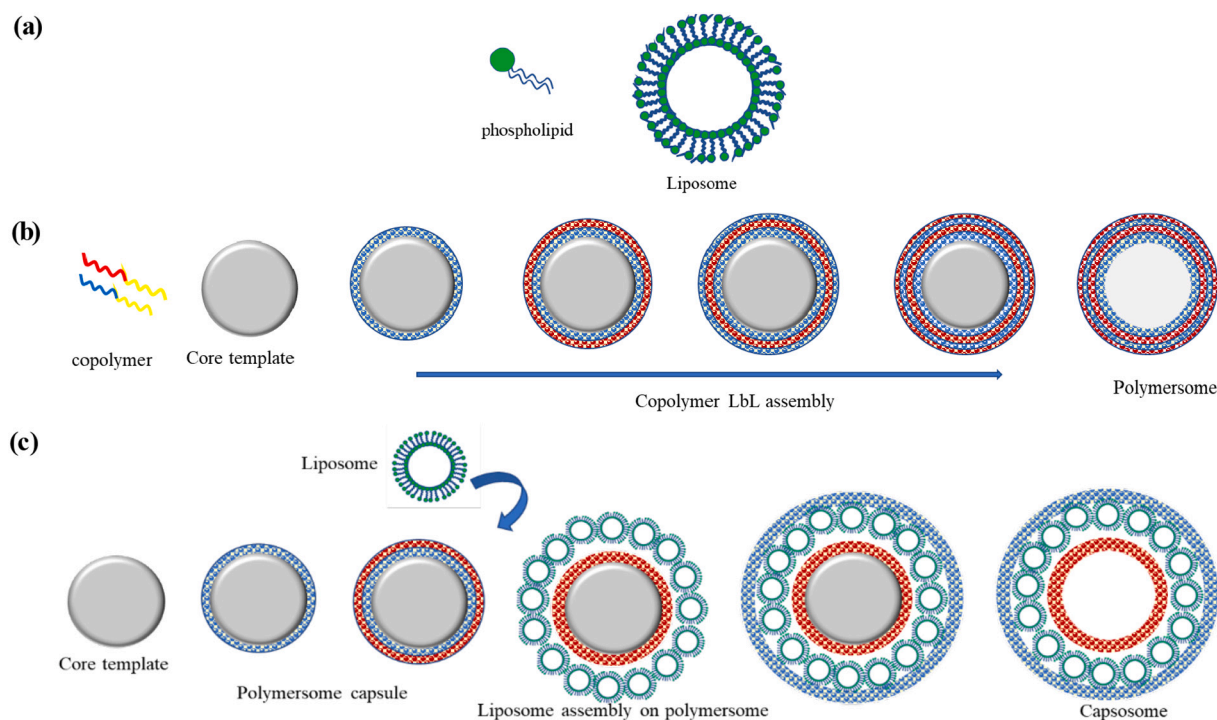 (a)
phospholipid
Liposome
(b)
copolymer
Core template
Copolymer LbL assembly
Polymersome
(c)
Liposome
Core template
Polymersome capsule
Liposome assembly on polymersome
Capsosome